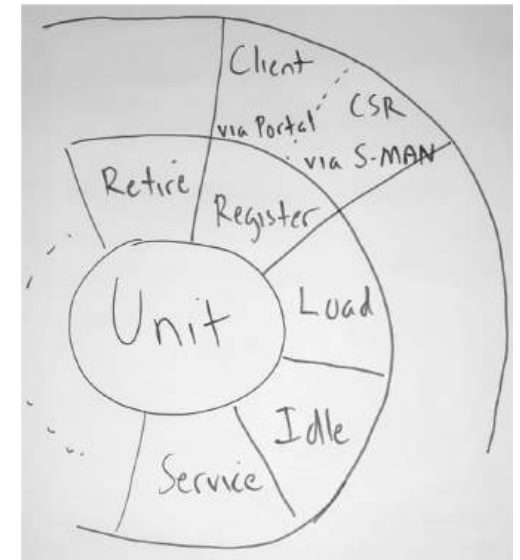 Client
CSR
via Portal
via S-MAN
Retire
Register
Unit
Load
Idle
Service